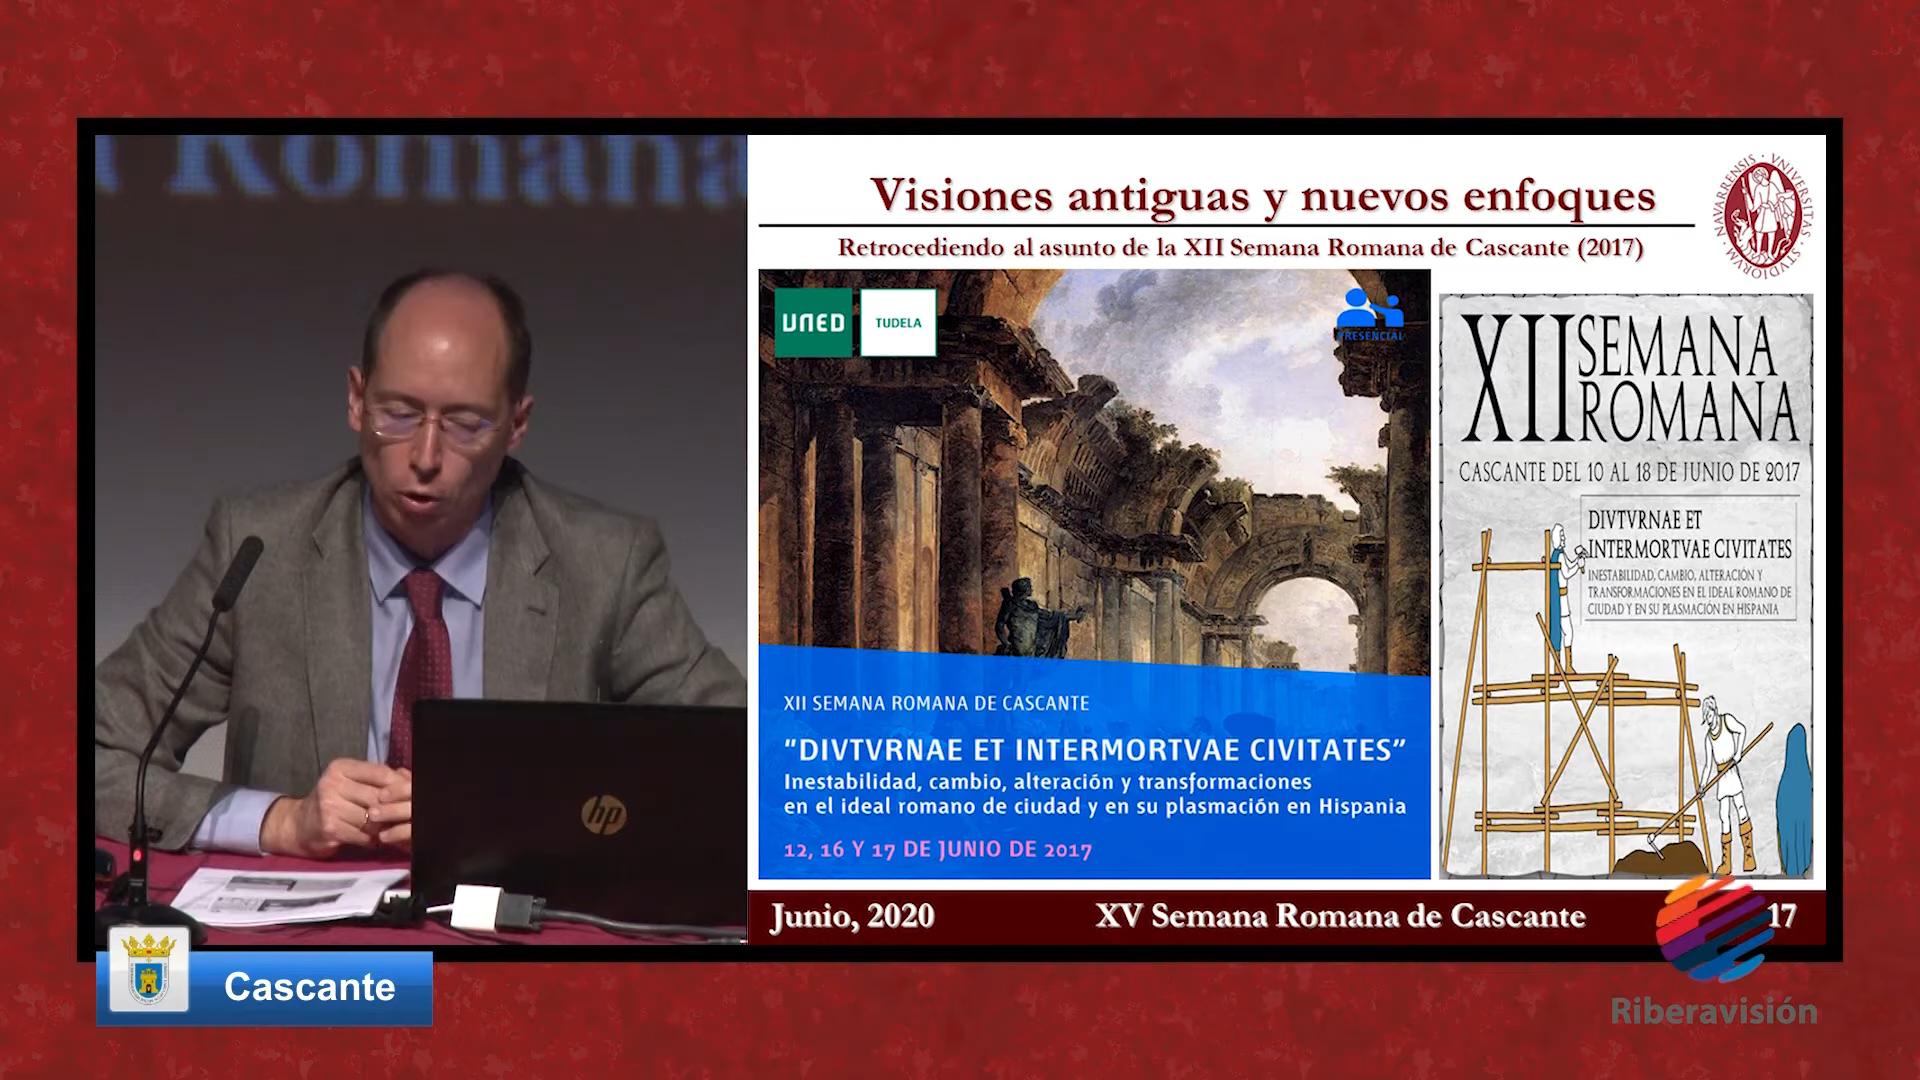 Romana
Visiones antiguas y nuevos enfoques
Retrocediendo al asunto de la XII Semana Romana de Cascante (2017)
NAVARRENSIS · VNIVERSITAS · STVDIORVM
UNED
TUDELA
PRESENCIAL
XII SEMANA ROMANA DE CASCANTE
"DIVTVRNAE ET INTERMORTVAE CIVITATES"
Inestabilidad, cambio, alteración y transformaciones
en el ideal romano de ciudad y en su plasmación en Hispania
12, 16 Y 17 DE JUNIO DE 2017
XII SEMANA
ROMANA
CASCANTE DEL 10 AL 18 DE JUNIO DE 2017
DIVTVRNAE ET
INTERMORTVAE CIVITATES
INESTABILIDAD, CAMBIO, ALTERACIÓN Y
TRANSFORMACIONES EN EL IDEAL ROMANO DE
CIUDAD Y EN SU PLASMACIÓN EN HISPANIA
hp
Junio, 2020
XV Semana Romana de Cascante
17
Cascante
Riberavisión